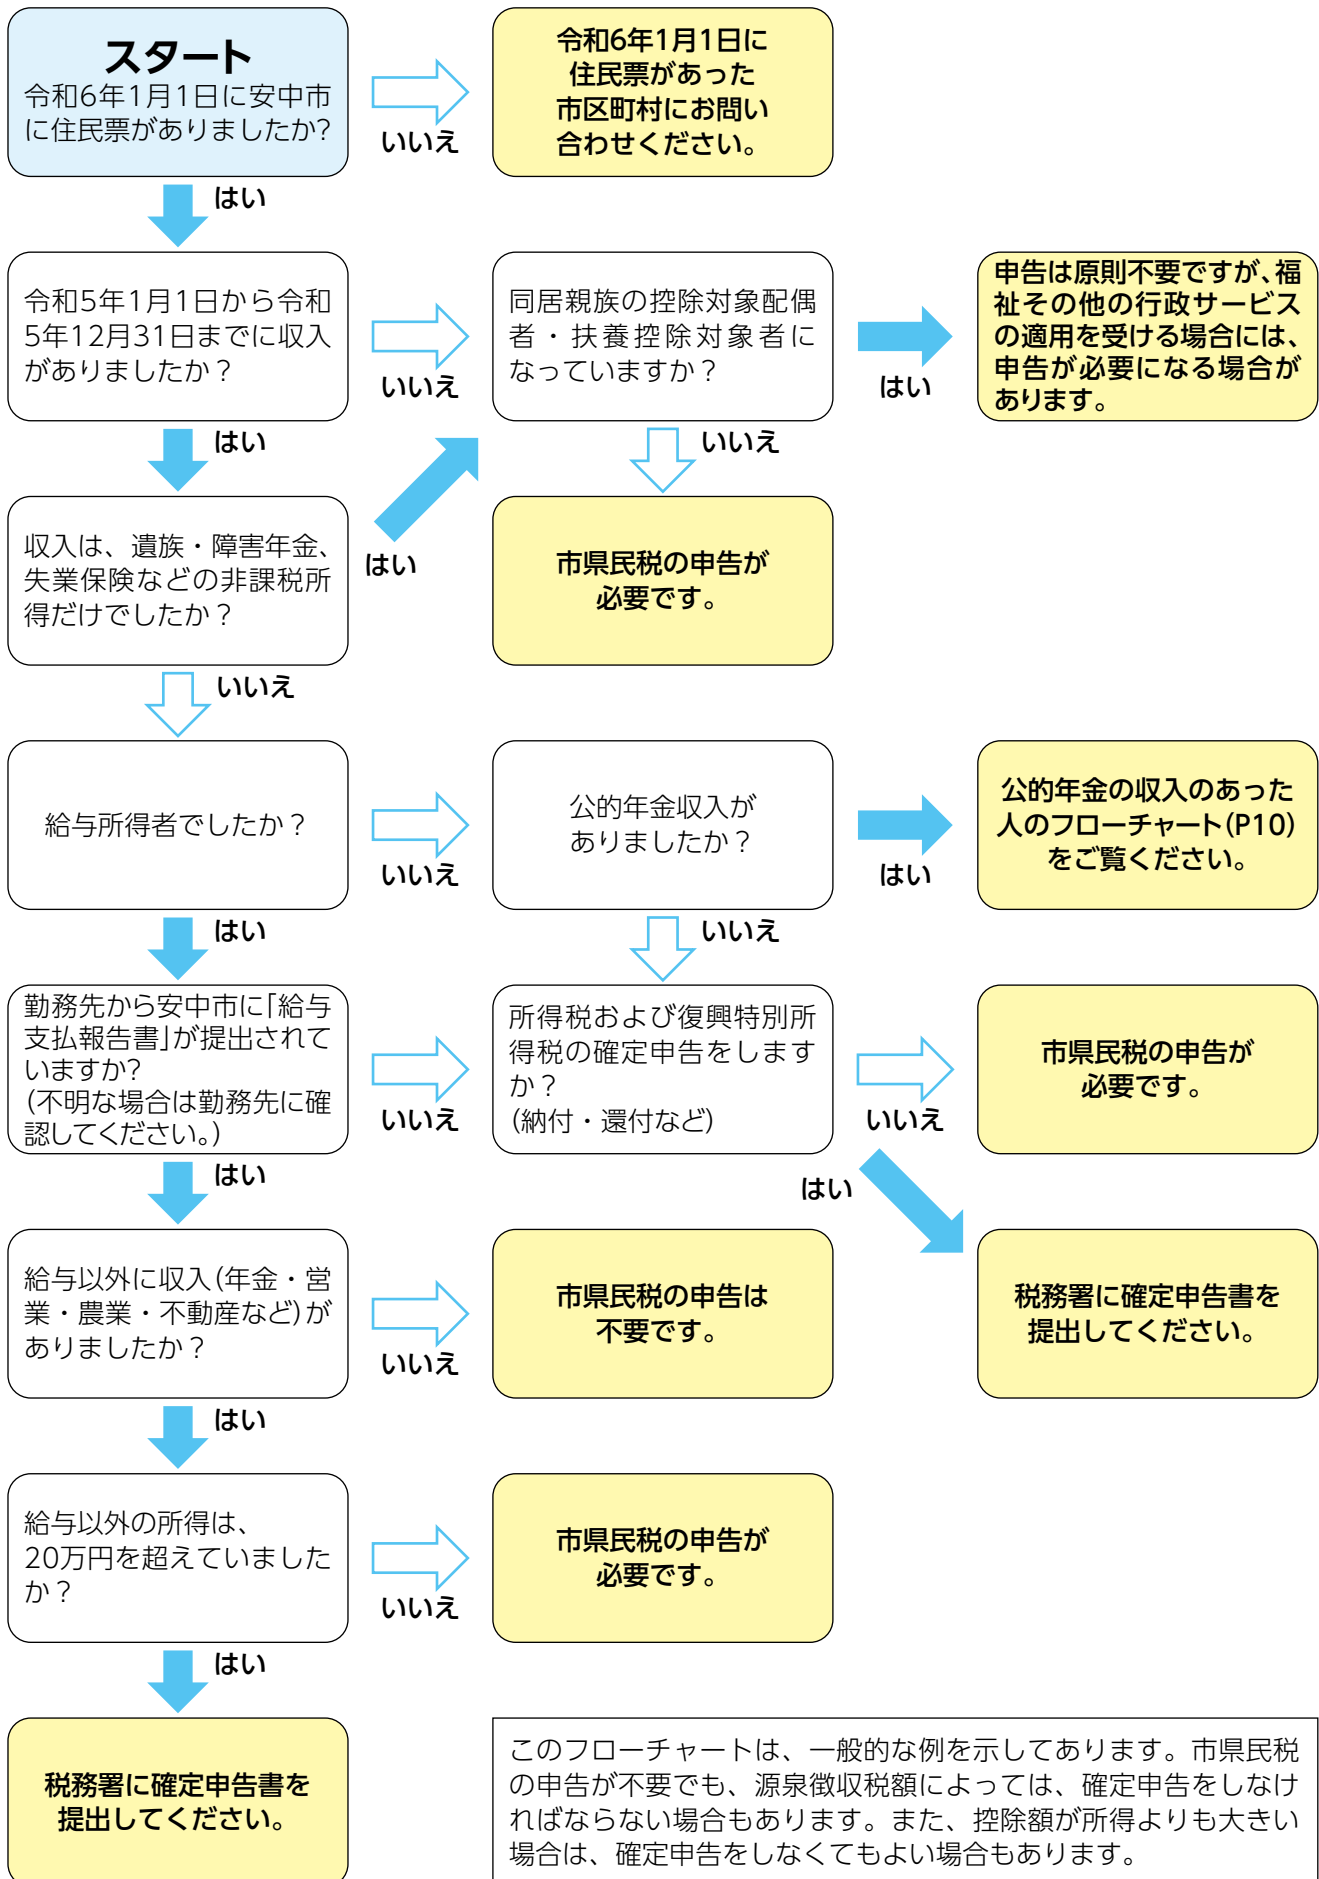 スタート
令和6年1月1日に安中市
に住民票がありましたか?
いいえ
令和6年1月1日に
住民票があった
市区町村にお問い
合わせください。
はい
令和5年1月1日から令和
5年12月31日までに収入
がありましたか？
いいえ
同居親族の控除対象配偶
者・扶養控除対象者に
なっていますか？
はい
申告は原則不要ですが、福
祉その他の行政サービス
の適用を受ける場合には、
申告が必要になる場合が
あります。
はい
いいえ
収入は、遺族・障害年金、
失業保険などの非課税所
得だけでしたか？
はい
市県民税の申告が
必要です。
いいえ
給与所得者でしたか？
いいえ
公的年金収入が
ありましたか？
はい
公的年金の収入のあった
人のフローチャート(P10)
をご覧ください。
はい
いいえ
勤務先から安中市に「給与
支払報告書」が提出されて
いますか?
(不明な場合は勤務先に確
認してください。)
いいえ
所得税および復興特別所
得税の確定申告をします
か？
(納付・還付など)
いいえ
市県民税の申告が
必要です。
はい
はい
給与以外に収入(年金・営
業・農業・不動産など)が
ありましたか？
いいえ
市県民税の申告は
不要です。
税務署に確定申告書を
提出してください。
はい
給与以外の所得は、
20万円を超えていました
か？
いいえ
市県民税の申告が
必要です。
はい
税務署に確定申告書を
提出してください。
このフローチャートは、一般的な例を示してあります。市県民税
の申告が不要でも、源泉徴収税額によっては、確定申告をしなけ
ればならない場合もあります。また、控除額が所得よりも大きい
場合は、確定申告をしなくてもよい場合もあります。